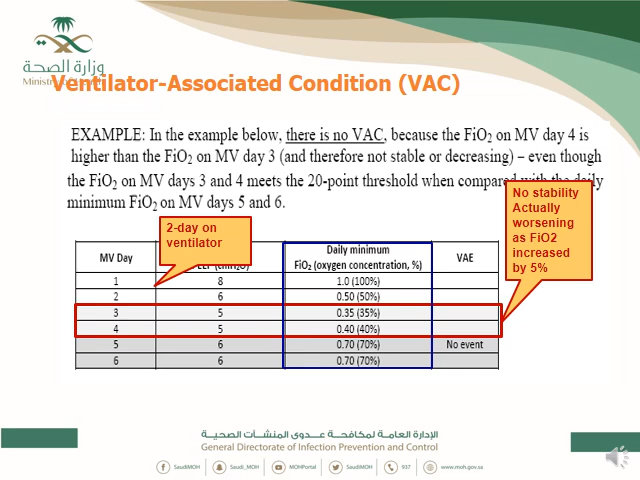 وزارة الصحة
Ventilator-Associated Condition (VAC)
EXAMPLE: In the example below, there is no VAC, because the FiO2 on MV day 4 is
higher than the FiO2 on MV day 3 (and therefore not stable or decreasing) – even though
the FiO2 on MV days 3 and 4 meets the 20-point threshold when compared with the daily
minimum FiO2 on MV days 5 and 6.
No stability
Actually
worsening
as FiO2
increased
by 5%
2-day on
ventilator
MV Day (cmH2O) Daily minimum FiO2 (oxygen concentration, %) VAE
1 8 1.0 (100%)
2 6 0.50 (50%)
3 5 0.35 (35%)
4 5 0.40 (40%)
5 6 0.70 (70%) No event
6 6 0.70 (70%)
الإدارة العامة لمكافحة عدوى المنشآت الصحية
General Directorate of Infection Prevention and Control
SaudiMOH Saudi_MOH MOHPortal SaudiMOH 937 www.moh.gov.sa